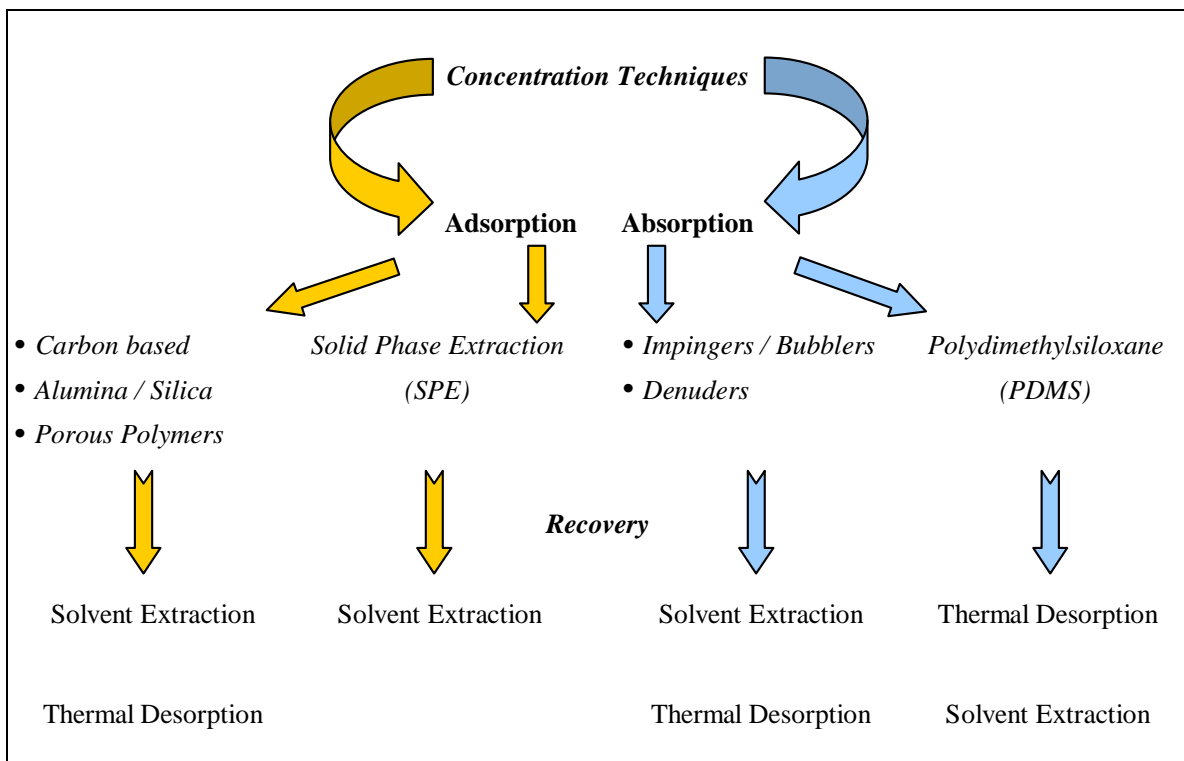 Concentration Techniques
Adsorption
Absorption
• Carbon based
• Alumina / Silica
• Porous Polymers
Solid Phase Extraction
(SPE)
• Impingers / Bubblers
• Denuders
Polydimethylsiloxane
(PDMS)
Recovery
Solvent Extraction
Thermal Desorption
Solvent Extraction
Solvent Extraction
Thermal Desorption
Thermal Desorption
Solvent Extraction